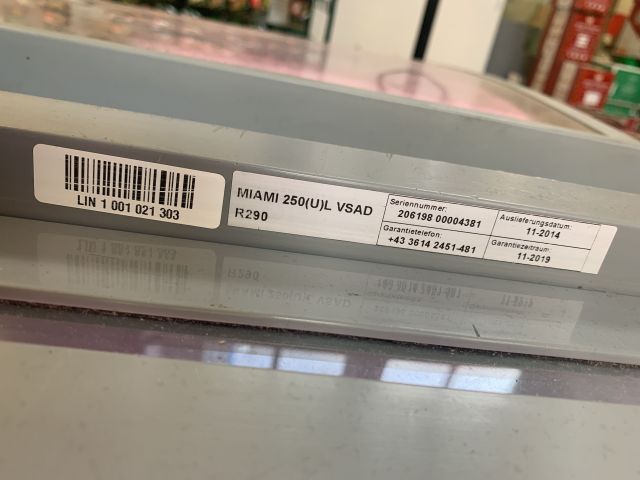 LIN 1 001 021 303
MIAMI 250(U)L VSAD
R290
Seriennummer:
206198 00004381
Auslieferungsdatum:
11-2014
Garantietelefon:
+43 3614 2451-481
Garantiezeitraum:
11-2019